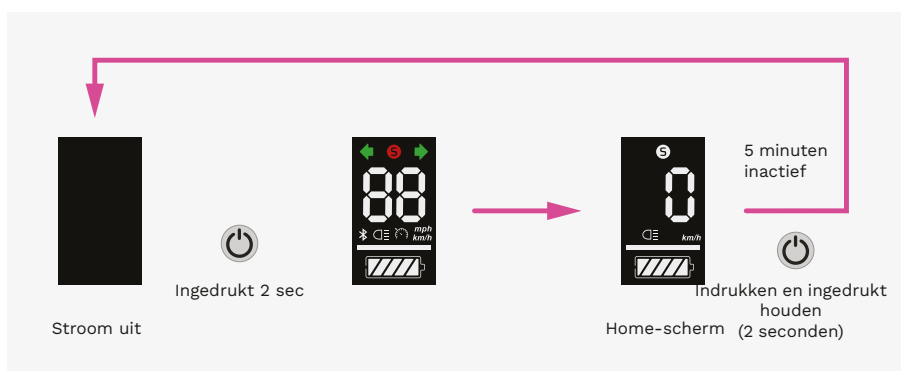 S
88
mph
km/h
S
0
km/h
5 minuten
inactief
Ingedrukt 2 sec
Indrukken en ingedrukt
houden
(2 seconden)
Stroom uit
Home-scherm